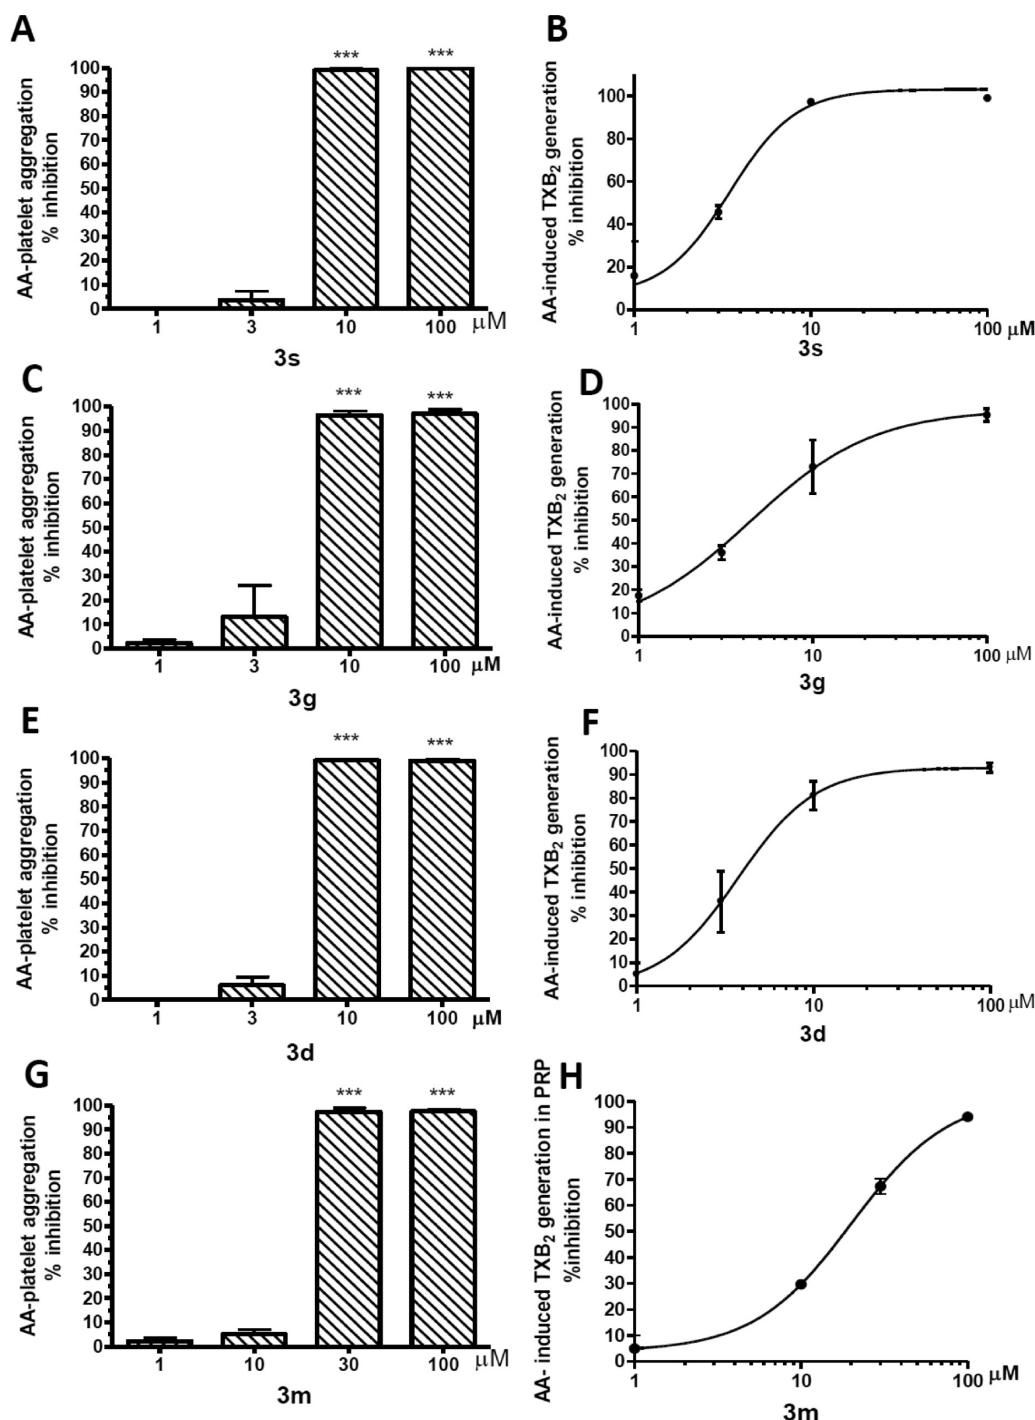 A
AA-platelet aggregation
% inhibition
100
90
80
70
60
50
40
30
20
10
0
***
***
1 3 10 100 μM
3s
B
AA-induced TXB2 generation
% inhibition
100
80
60
40
20
0
1 10 100 μM
3s
C
AA-platelet aggregation
% inhibition
100
90
80
70
60
50
40
30
20
10
0
***
***
1 3 10 100 μM
3g
D
AA-induced TXB2 generation
% inhibition
100
90
80
70
60
50
40
30
20
10
0
1 10 100 μM
3g
E
AA-platelet aggregation
% inhibition
100
90
80
70
60
50
40
30
20
10
0
***
***
1 3 10 100 μM
3d
F
AA-induced TXB2 generation
% inhibition
100
90
80
70
60
50
40
30
20
10
0
1 10 100 μM
3d
G
AA-platelet aggregation
% inhibition
100
90
80
70
60
50
40
30
20
10
0
***
***
1 10 30 100 μM
3m
H
AA- induced TXB2 generation in PRP
%inhibition
100
90
80
70
60
50
40
30
20
10
0
1 10 100 μM
3m